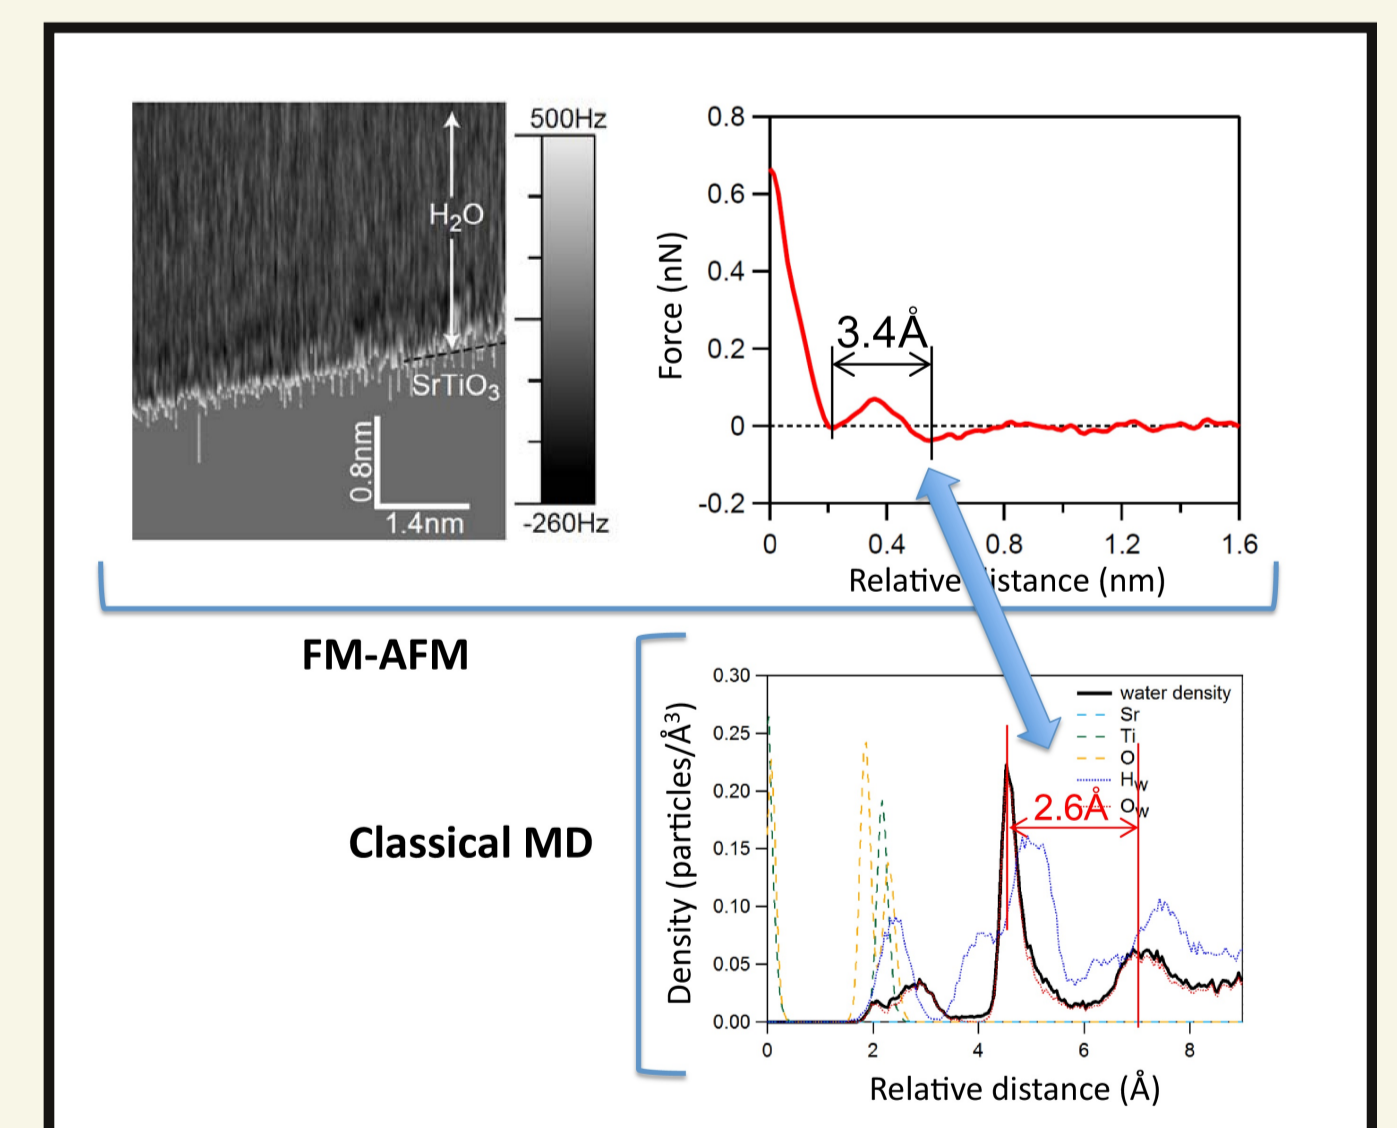 500Hz
H₂O
SrTiO₃
0.8nm
1.4nm
-260Hz
0.8
0.6
0.4
0.2
0
-0.2
Force (nN)
3.4Å
0 0.4 0.8 1.2 1.6
Relative distance (nm)
FM-AFM
Classical MD
0.30
0.25
0.20
0.15
0.10
0.05
0.00
Density (particles/Å³)
water density
Sr
Ti
O
Hw
Ow
2.6Å
0 2 4 6 8
Relative distance (Å)